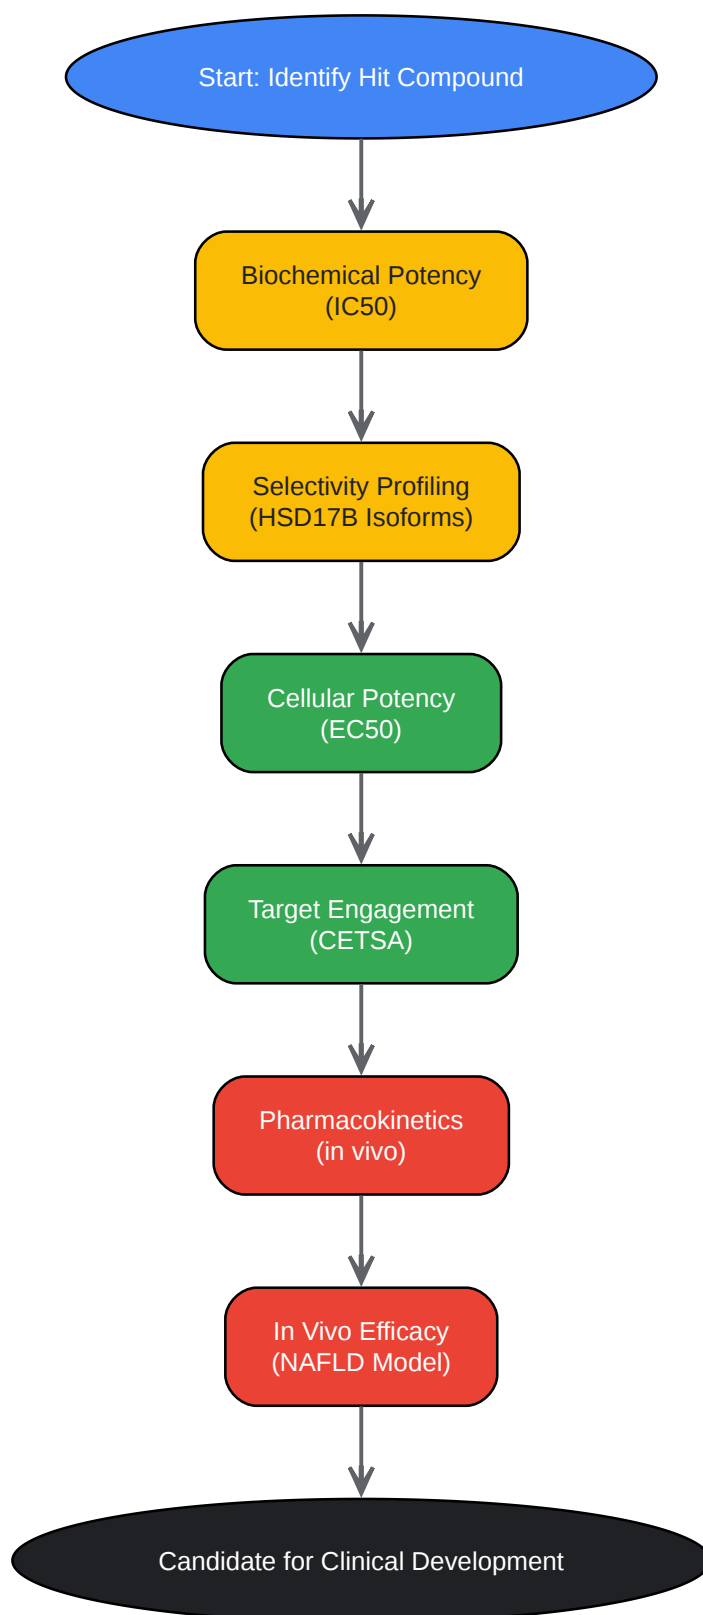 Start: Identify Hit Compound
Biochemical Potency
(IC50)
Selectivity Profiling
(HSD17B Isoforms)
Cellular Potency
(EC50)
Target Engagement
(CETSA)
Pharmacokinetics
(in vivo)
In Vivo Efficacy
(NAFLD Model)
Candidate for Clinical Development